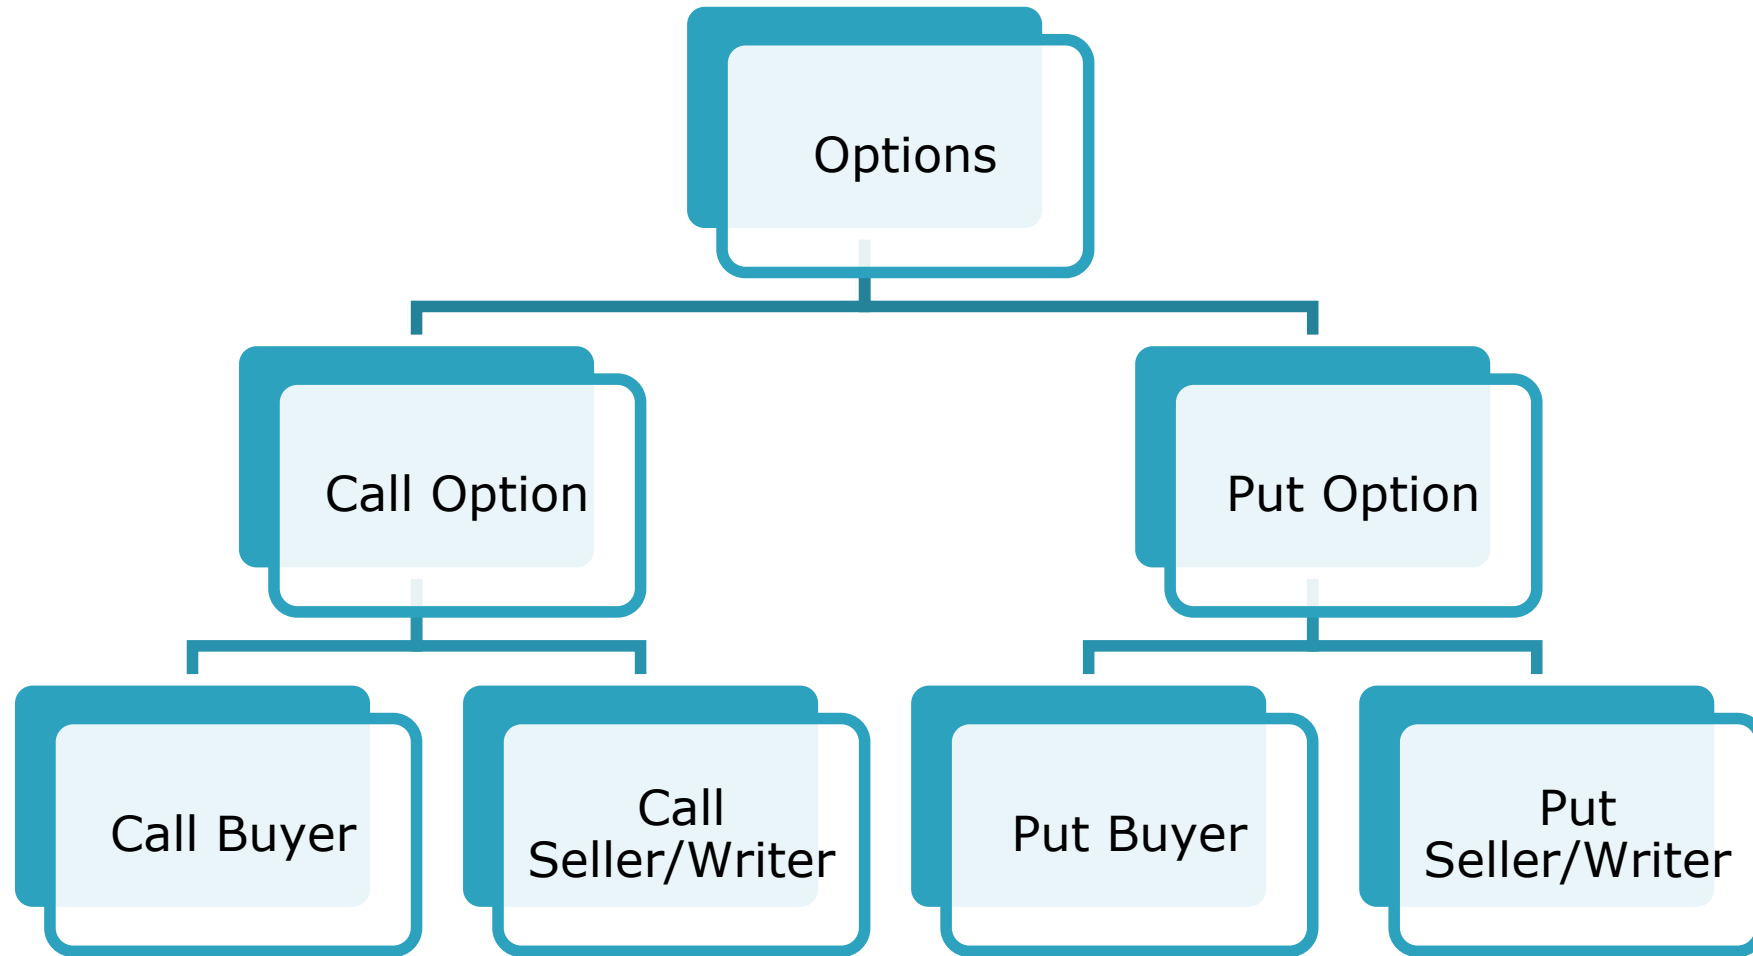 Options
Call Option
Put Option
Call Buyer
Call
Seller/Writer
Put Buyer
Put
Seller/Writer